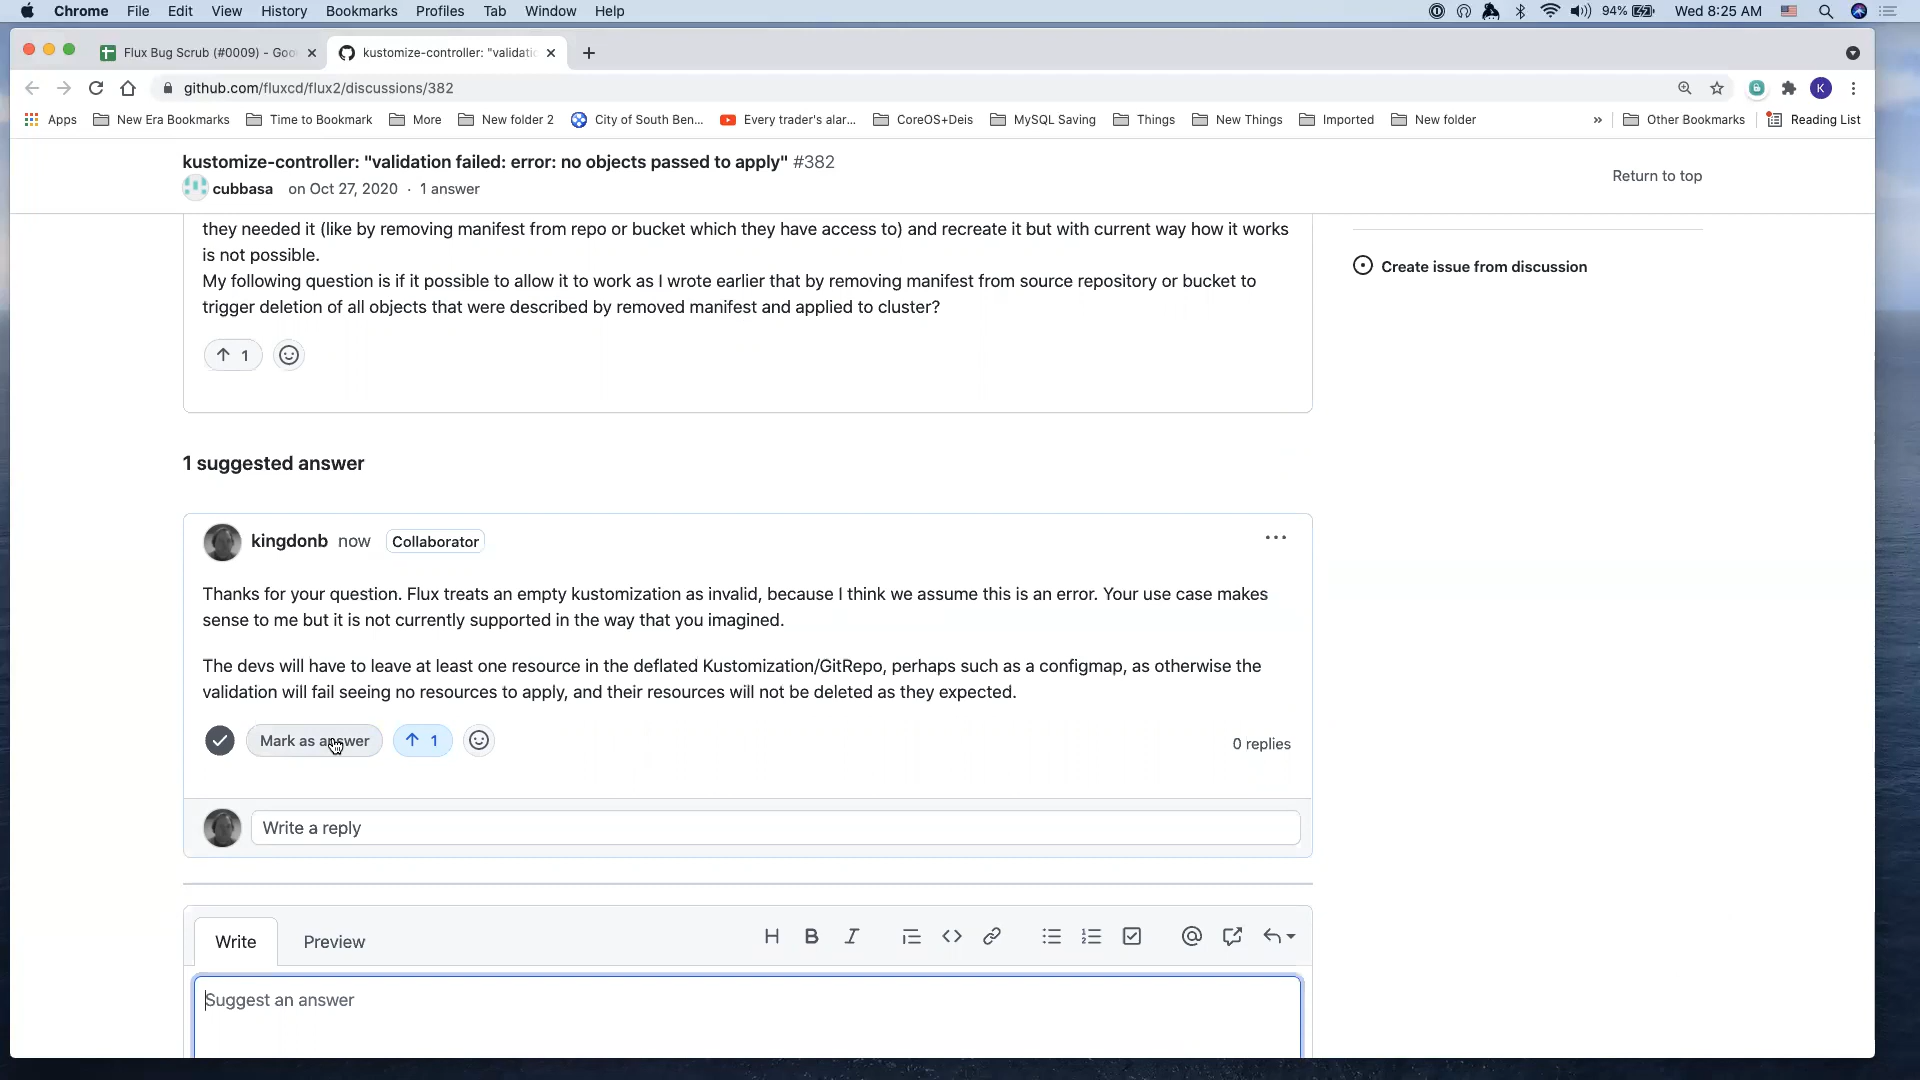 Chrome File Edit View History Bookmarks Profiles Tab Window Help 94% Wed 8:25 AM
Flux Bug Scrub (#0009) - Goo
kustomize-controller: "validatio
github.com/fluxcd/flux2/discussions/382
K
Apps New Era Bookmarks Time to Bookmark More New folder 2 City of South Ben... Every trader's alar... CoreOS+Deis MySQL Saving Things New Things Imported New folder » Other Bookmarks Reading List
kustomize-controller: "validation failed: error: no objects passed to apply" #382
cubbasa on Oct 27, 2020 · 1 answer
Return to top
they needed it (like by removing manifest from repo or bucket which they have access to) and recreate it but with current way how it works
is not possible.
My following question is if it possible to allow it to work as I wrote earlier that by removing manifest from source repository or bucket to
trigger deletion of all objects that were described by removed manifest and applied to cluster?
1
Create issue from discussion
1 suggested answer
kingdonb now Collaborator
Thanks for your question. Flux treats an empty kustomization as invalid, because I think we assume this is an error. Your use case makes
sense to me but it is not currently supported in the way that you imagined.
The devs will have to leave at least one resource in the deflated Kustomization/GitRepo, perhaps such as a configmap, as otherwise the
validation will fail seeing no resources to apply, and their resources will not be deleted as they expected.
Mark as answer 1 0 replies
Write a reply
Write Preview
Suggest an answer